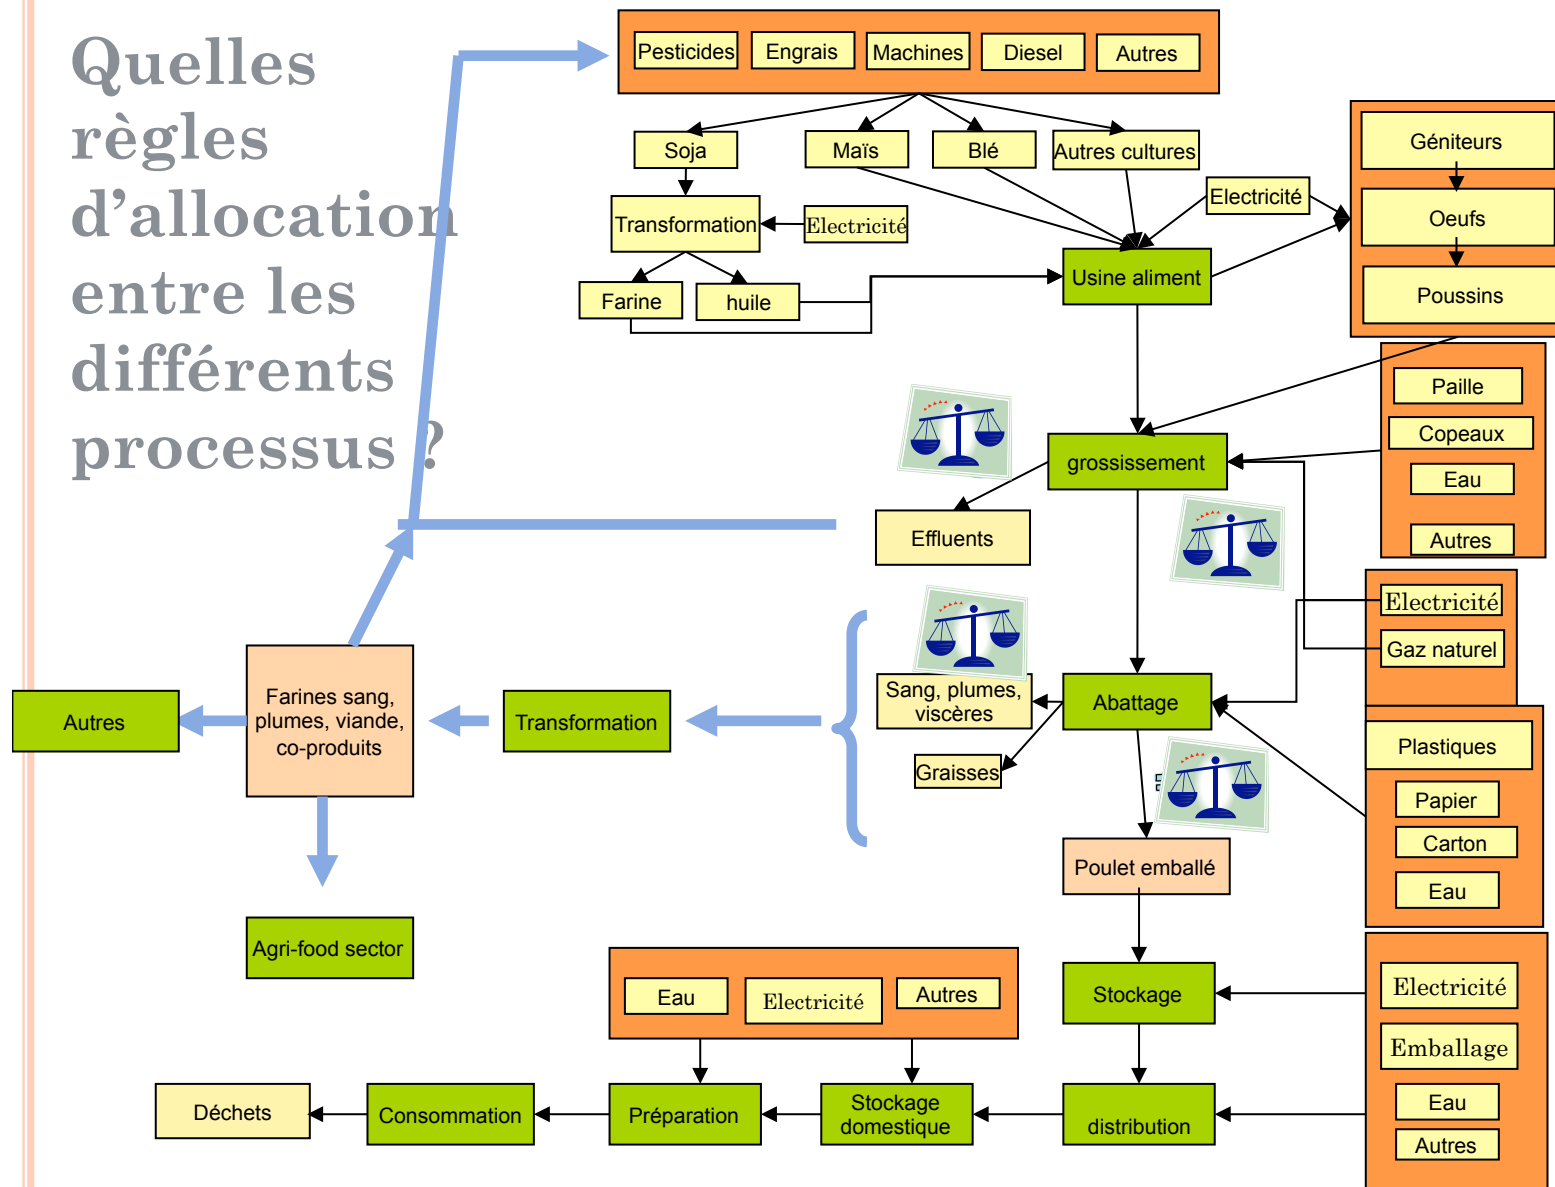 Quelles
règles
d'allocation
entre les
différents
processus ?
Pesticides
Engrais
Machines
Diesel
Autres
Soja
Maïs
Blé
Autres cultures
Electricité
Géniteurs
Oeufs
Poussins
Transformation
Electricité
Usine aliment
Farine
huile
Paille
Copeaux
Eau
Autres
grossissement
Effluents
Electricité
Gaz naturel
Sang, plumes,
viscères
Abattage
Graisses
Farines sang,
plumes, viande,
co-produits
Autres
Transformation
Plastiques
Papier
Carton
Eau
Poulet emballé
Agri-food sector
Eau
Electricité
Autres
Stockage
Electricité
Emballage
Eau
Autres
Déchets
Consommation
Préparation
Stockage
domestique
distribution